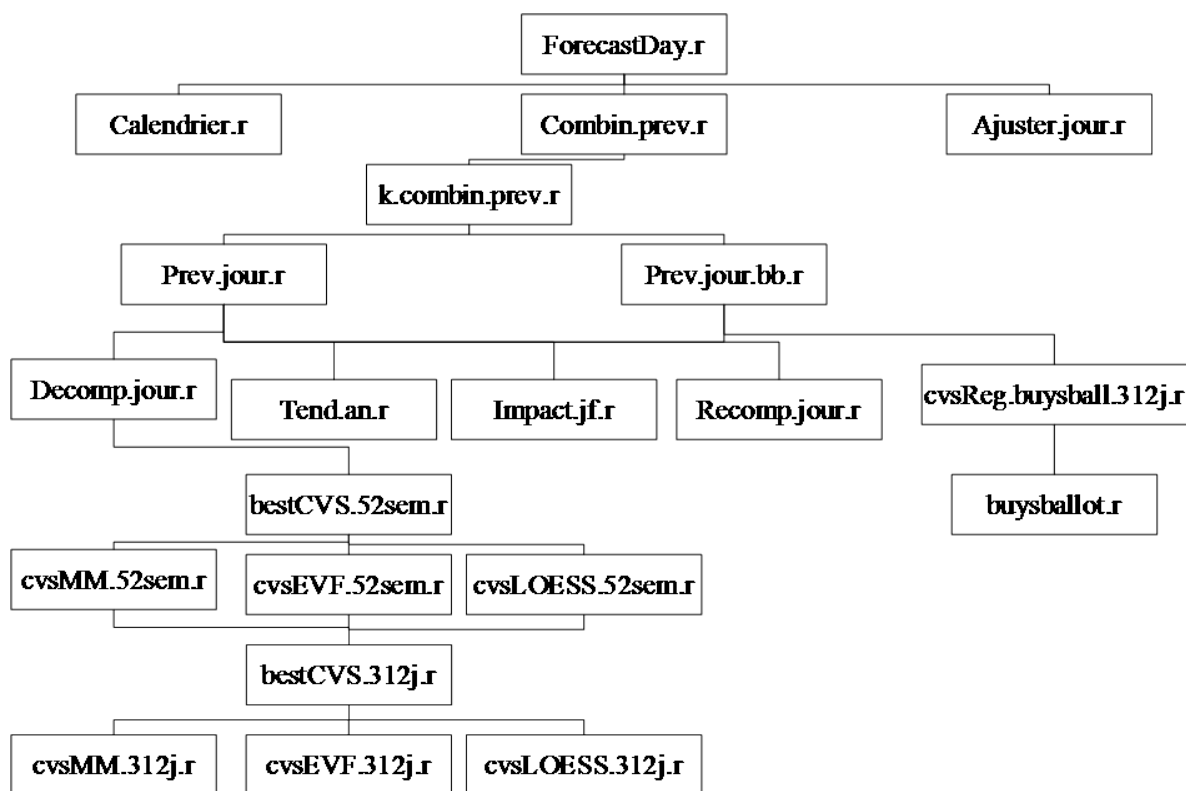 ForecastDay.r
Calendrier.r
Combin.prev.r
Ajuster.jour.r
k.combin.prev.r
Prev.jour.r
Prev.jour.bb.r
Decomp.jour.r
Tend.an.r
Impact.jf.r
Recomp.jour.r
cvsReg.buysball.312j.r
bestCVS.52sem.r
buysballot.r
cvsMM.52sem.r
cvsEVF.52sem.r
cvsLOESS.52sem.r
bestCVS.312j.r
cvsMM.312j.r
cvsEVF.312j.r
cvsLOESS.312j.r